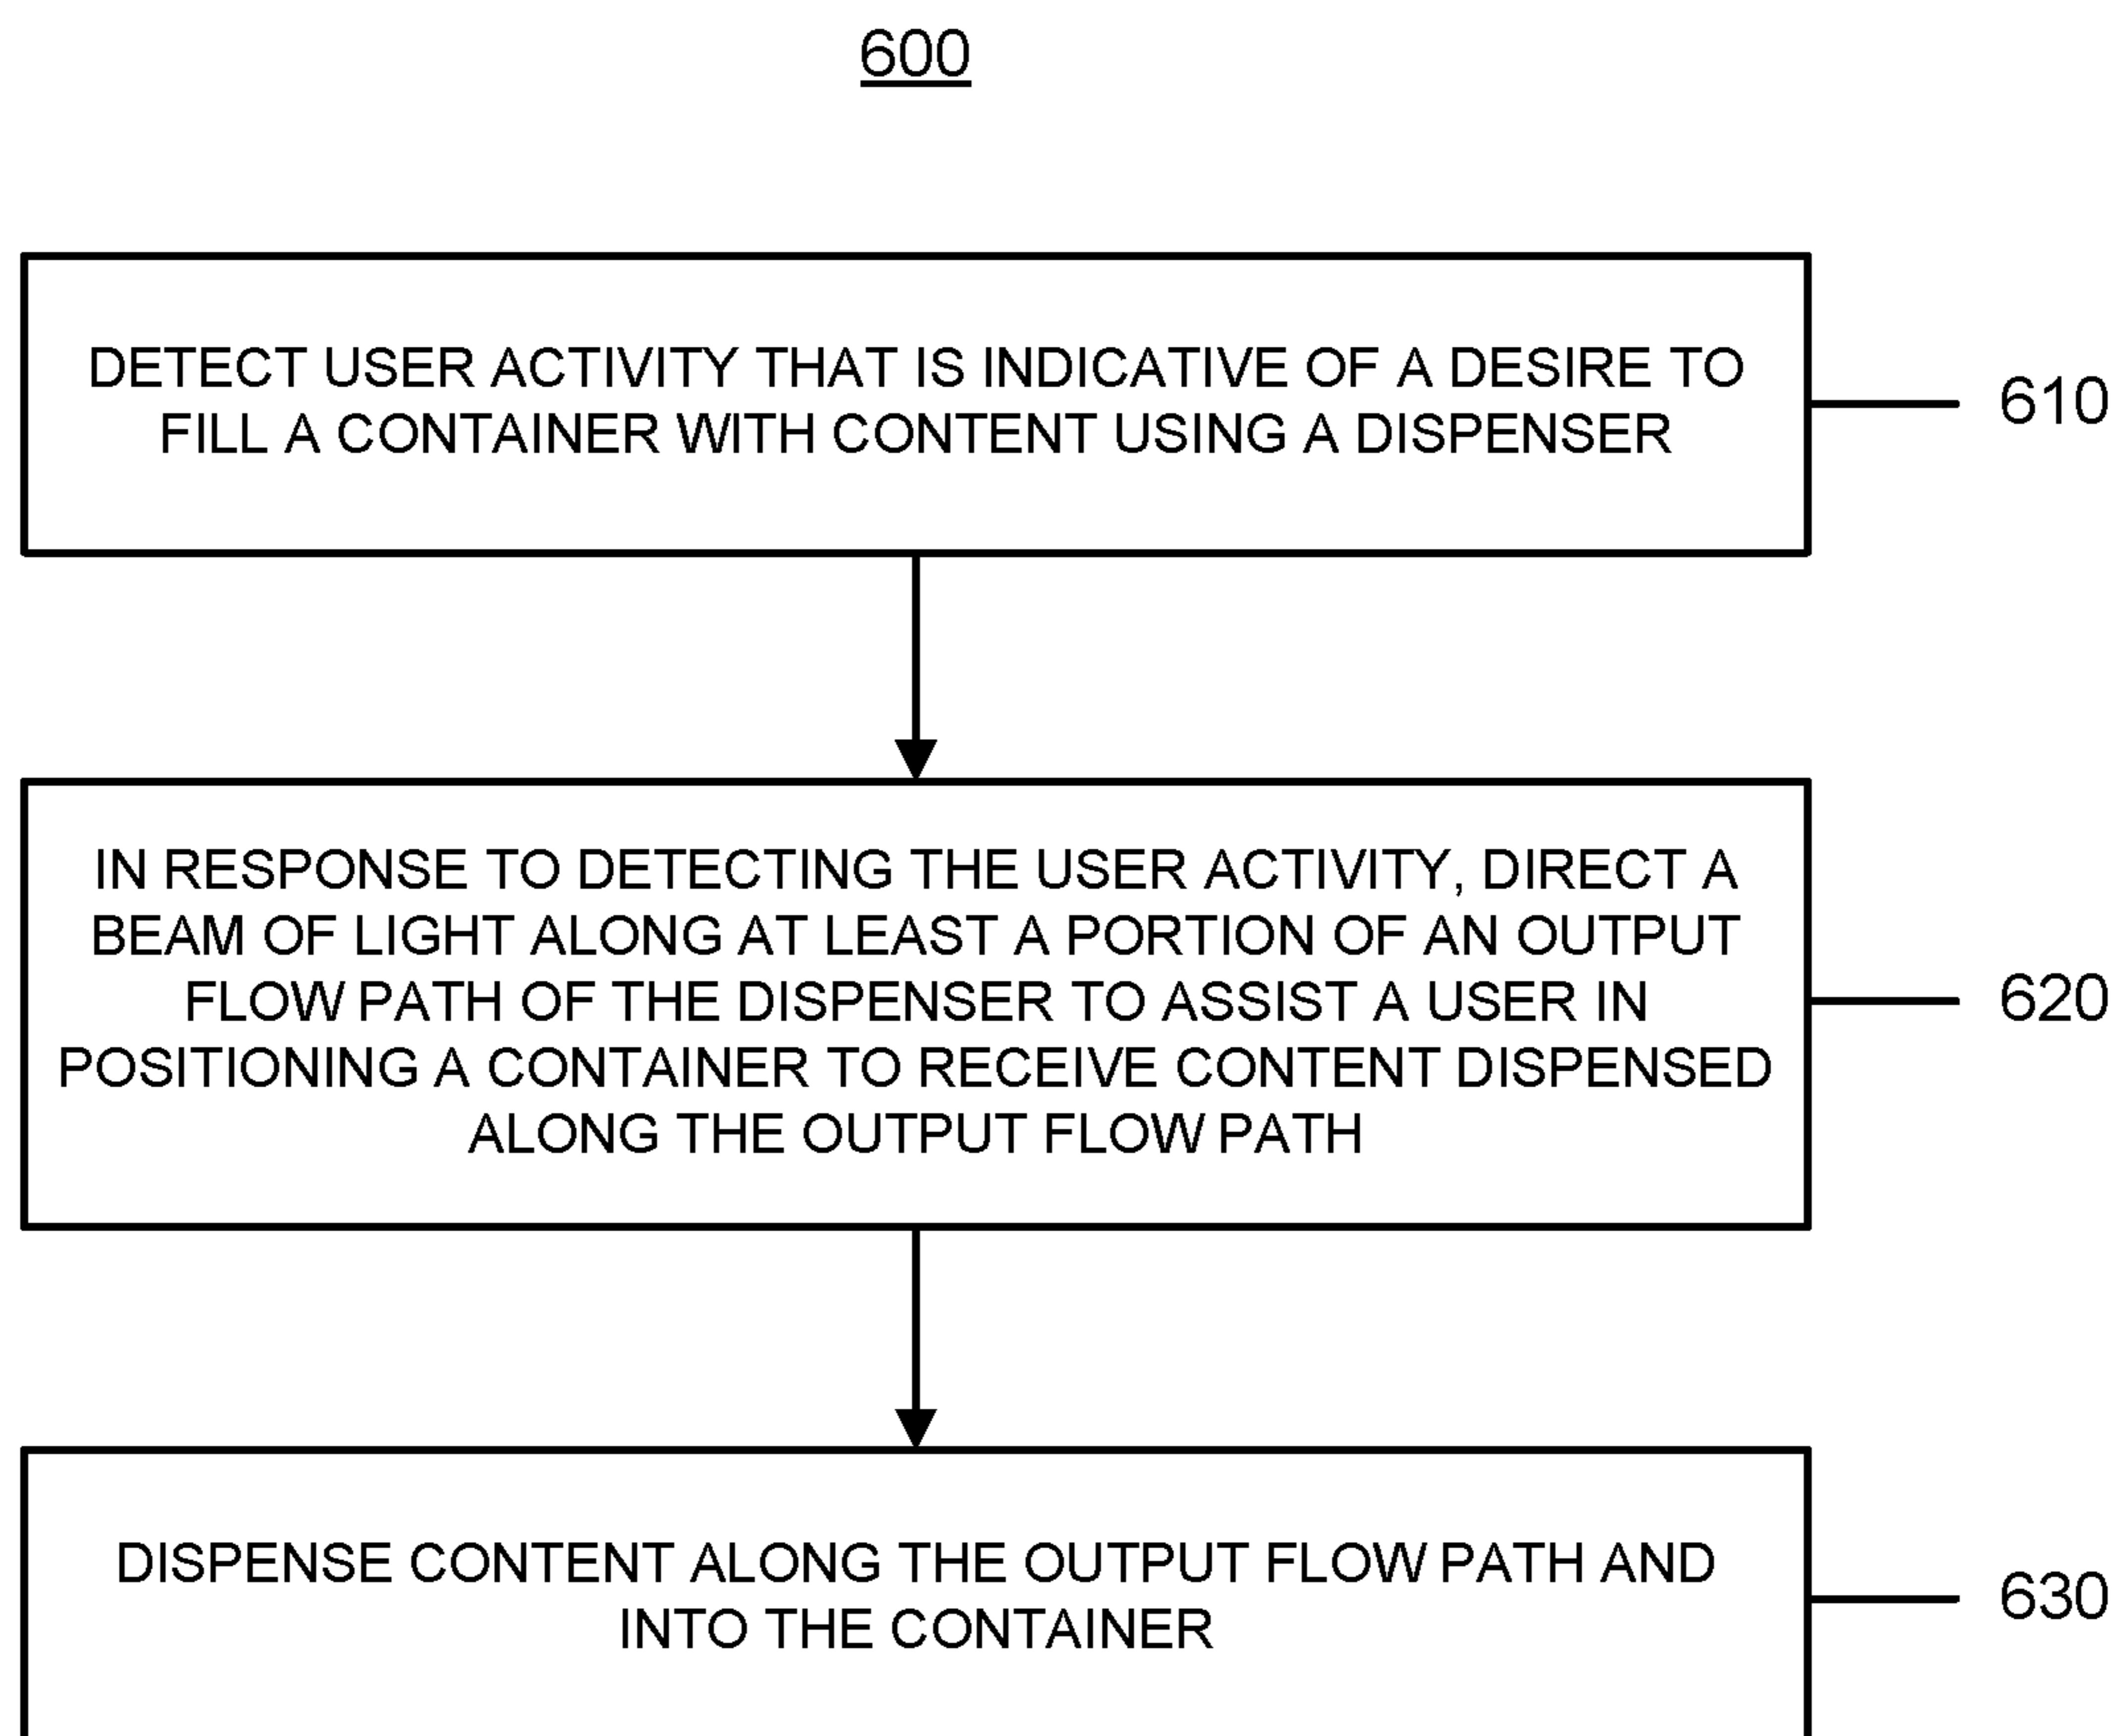 600
DETECT USER ACTIVITY THAT IS INDICATIVE OF A DESIRE TO
FILL A CONTAINER WITH CONTENT USING A DISPENSER
610
IN RESPONSE TO DETECTING THE USER ACTIVITY, DIRECT A
BEAM OF LIGHT ALONG AT LEAST A PORTION OF AN OUTPUT
FLOW PATH OF THE DISPENSER TO ASSIST A USER IN
POSITIONING A CONTAINER TO RECEIVE CONTENT DISPENSED
ALONG THE OUTPUT FLOW PATH
620
DISPENSE CONTENT ALONG THE OUTPUT FLOW PATH AND
INTO THE CONTAINER
630